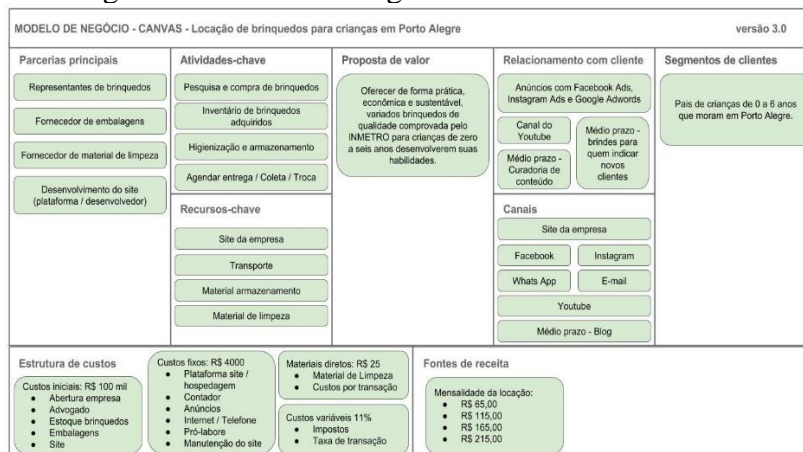 MODELO DE NEGÓCIO - CANVAS - Locação de brinquedos para crianças em Porto Alegre
versão 3.0
Parcerias principais
Representantes de brinquedos
Fornecedor de embalagens
Fornecedor de material de limpeza
Desenvolvimento do site
(plataforma / desenvolvedor)
Atividades-chave
Pesquisa e compra de brinquedos
Inventário de brinquedos
adquiridos
Higienização e armazenamento
Agendar entrega / Coleta / Troca
Recursos-chave
Site da empresa
Transporte
Material armazenamento
Material de limpeza
Proposta de valor
Oferecer de forma prática,
econômica e sustentável,
variados brinquedos de
qualidade comprovada pelo
INMETRO para crianças de zero
a seis anos desenvolverem suas
habilidades.
Relacionamento com cliente
Anúncios com Facebook Ads,
Instagram Ads e Google Adwords
Canal do
Youtube
Médio prazo -
Curadoria de
conteúdo
Médio prazo -
brindes para
quem indicar
novos
clientes
Canais
Site da empresa
Facebook
Instagram
Whats App
E-mail
Youtube
Médio prazo - Blog
Segmentos de clientes
Pais de crianças de 0 a 6 anos
que moram em Porto Alegre.
Estrutura de custos
Custos iniciais: R$ 100 mil
● Abertura empresa
● Advogado
● Estoque brinquedos
● Embalagens
● Site
Custos fixos: R$ 4000
● Plataforma site /
hospedagem
● Contador
● Anúncios
● Internet / Telefone
● Pró-labore
● Manutenção do site
Materiais diretos: R$ 25
● Material de Limpeza
● Custos por transação
Custos variáveis 11%
● Impostos
● Taxa de transação
Fontes de receita
Mensalidade da locação:
● R$ 65,00
● R$ 115,00
● R$ 165,00
● R$ 215,00